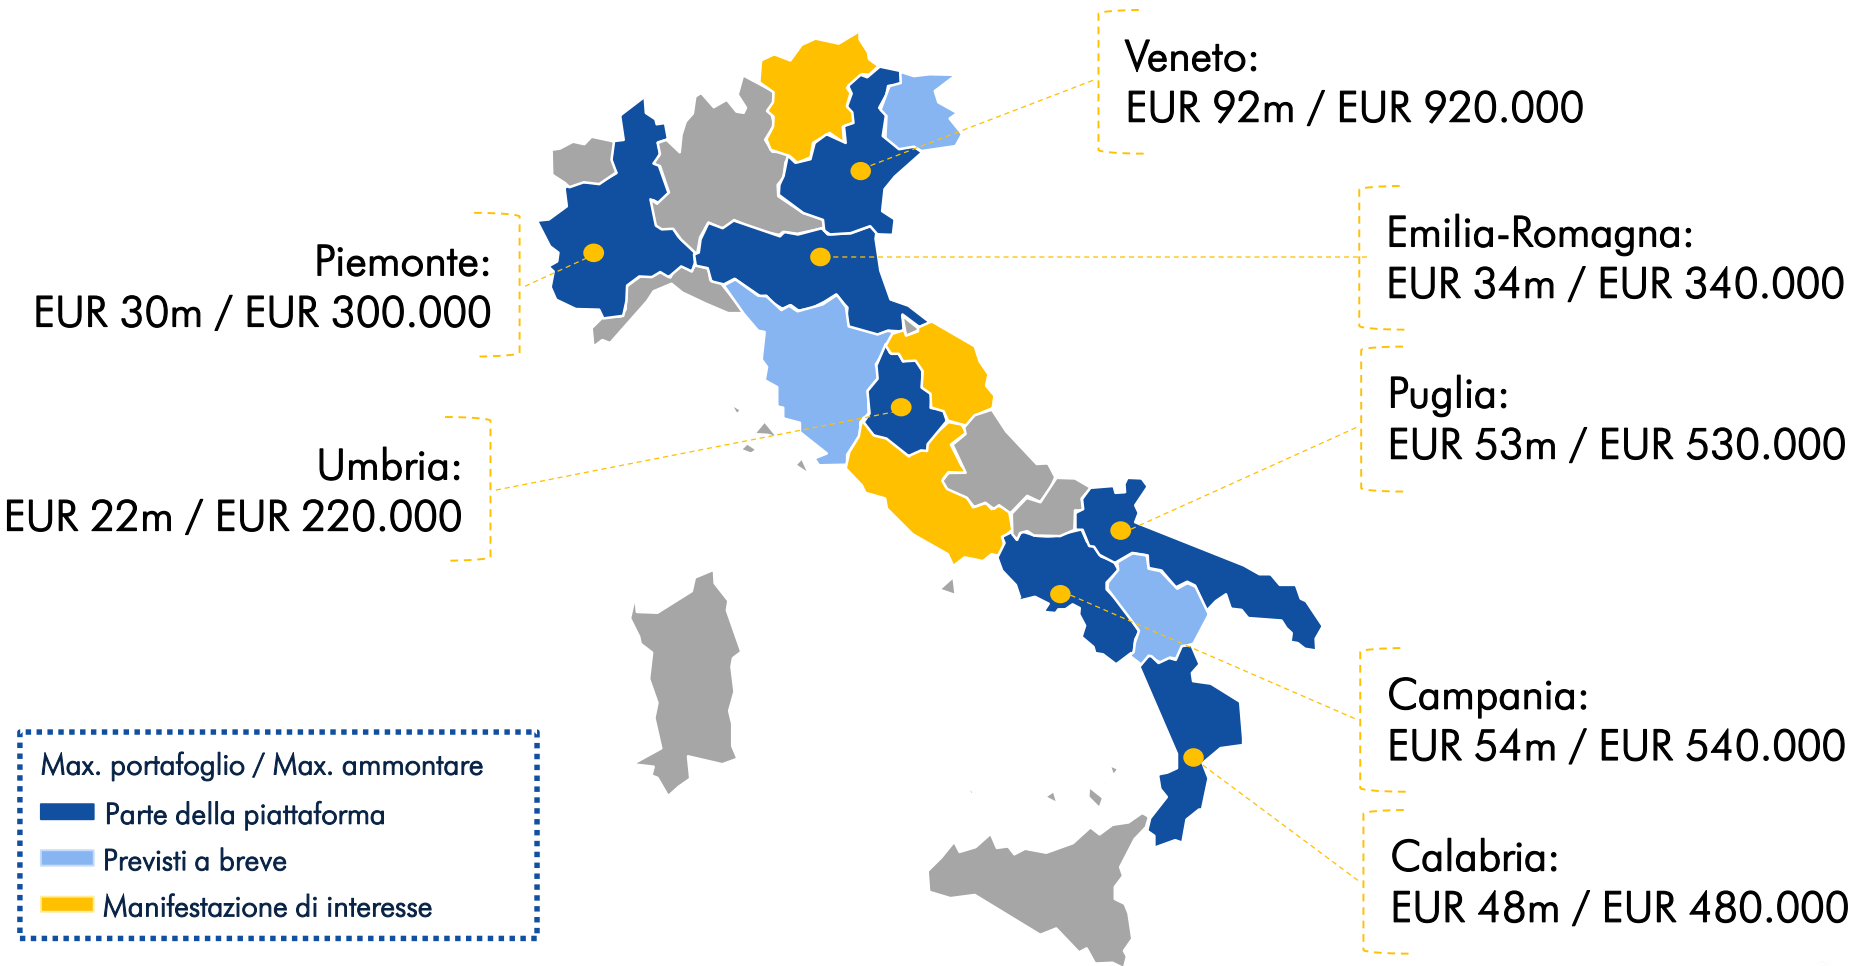 Veneto:
EUR 92m / EUR 920.000
Emilia-Romagna:
EUR 34m / EUR 340.000
Piemonte:
EUR 30m / EUR 300.000
Puglia:
EUR 53m / EUR 530.000
Umbria:
EUR 22m / EUR 220.000
Campania:
EUR 54m / EUR 540.000
Calabria:
EUR 48m / EUR 480.000
Max. portafoglio / Max. ammontare
Parte della piattaforma
Previsti a breve
Manifestazione di interesse